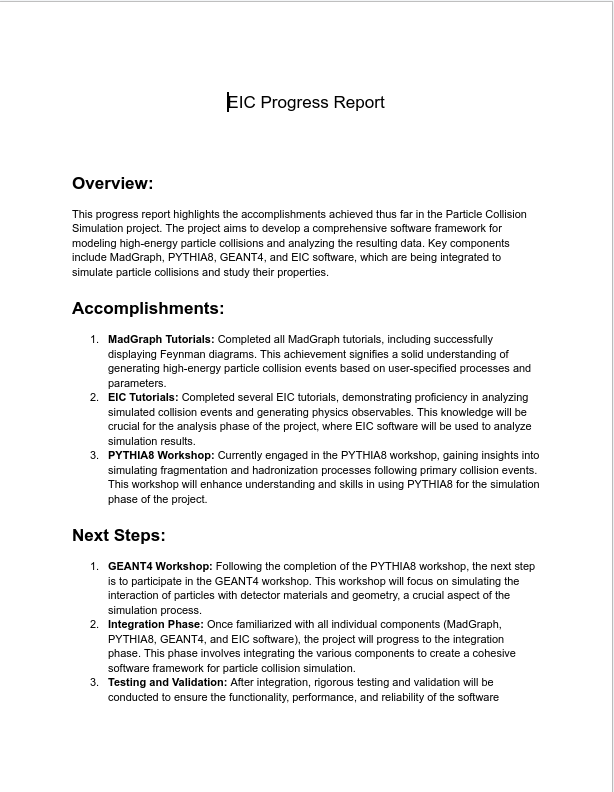 EIC Progress Report
Overview:
This progress report highlights the accomplishments achieved thus far in the Particle Collision
Simulation project. The project aims to develop a comprehensive software framework for
modeling high-energy particle collisions and analyzing the resulting data. Key components
include MadGraph, PYTHIA8, GEANT4, and EIC software, which are being integrated to
simulate particle collisions and study their properties.
Accomplishments:
1. MadGraph Tutorials: Completed all MadGraph tutorials, including successfully
displaying Feynman diagrams. This achievement signifies a solid understanding of
generating high-energy particle collision events based on user-specified processes and
parameters.
2. EIC Tutorials: Completed several EIC tutorials, demonstrating proficiency in analyzing
simulated collision events and generating physics observables. This knowledge will be
crucial for the analysis phase of the project, where EIC software will be used to analyze
simulation results.
3. PYTHIA8 Workshop: Currently engaged in the PYTHIA8 workshop, gaining insights into
simulating fragmentation and hadronization processes following primary collision events.
This workshop will enhance understanding and skills in using PYTHIA8 for the simulation
phase of the project.
Next Steps:
1. GEANT4 Workshop: Following the completion of the PYTHIA8 workshop, the next step
is to participate in the GEANT4 workshop. This workshop will focus on simulating the
interaction of particles with detector materials and geometry, a crucial aspect of the
simulation process.
2. Integration Phase: Once familiarized with all individual components (MadGraph,
PYTHIA8, GEANT4, and EIC software), the project will progress to the integration
phase. This phase involves integrating the various components to create a cohesive
software framework for particle collision simulation.
3. Testing and Validation: After integration, rigorous testing and validation will be
conducted to ensure the functionality, performance, and reliability of the software